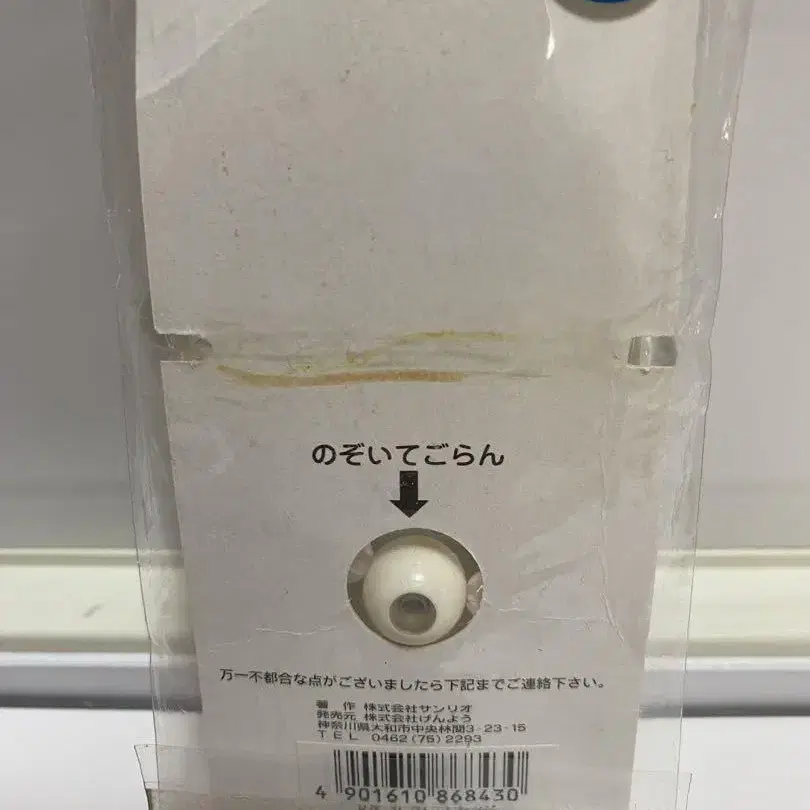 のぞいてごらん
万一不都合な点がございましたら下記までご連絡下さい。
著 作 株式会社サンリオ
発売元 株式会社げんよう
神奈川県大和市中央林間3-23-15
TEL 0462(75)2293
4 901610 868430